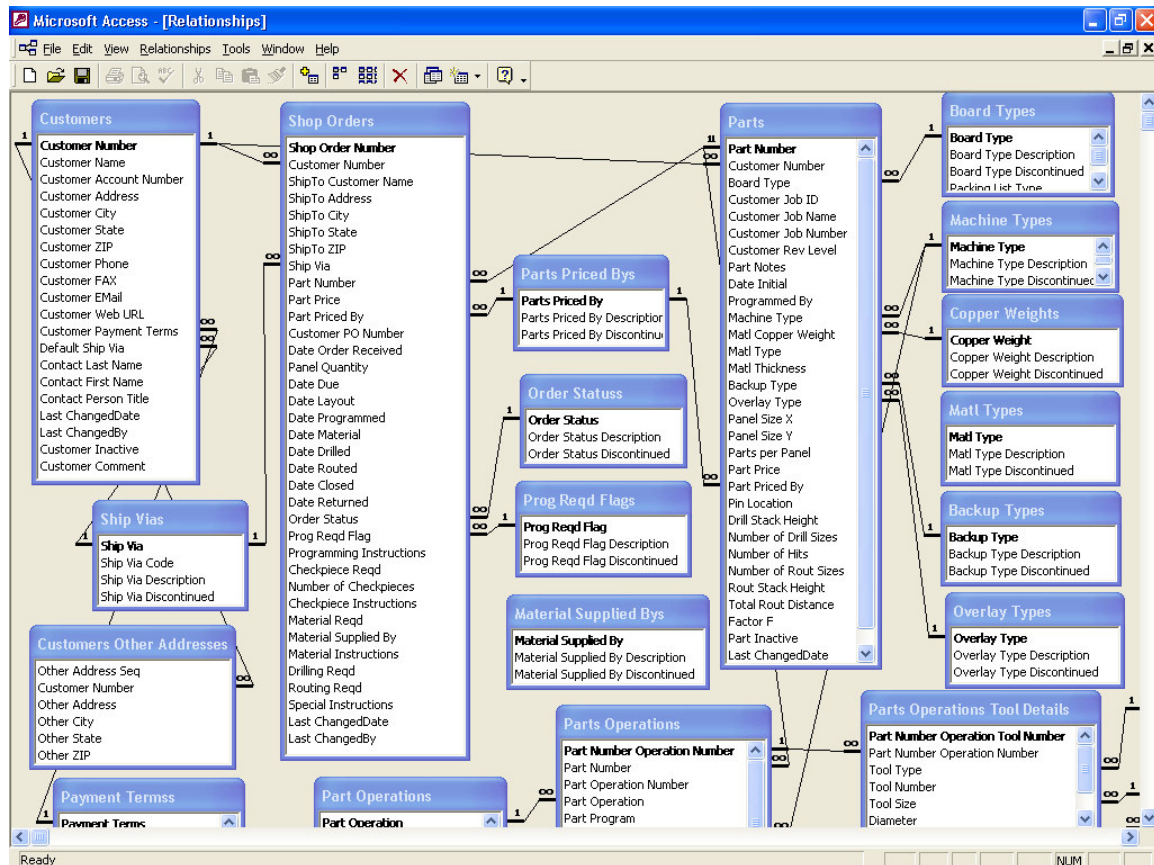 Microsoft Access - [Relationships]
File Edit View Relationships Tools Window Help
Customers
Customer Number
Customer Name
Customer Account Number
Customer Address
Customer City
Customer State
Customer ZIP
Customer Phone
Customer FAX
Customer EMail
Customer Web URL
Customer Payment Terms
Default Ship Via
Contact Last Name
Contact First Name
Contact Person Title
Last ChangedDate
Last ChangedBy
Customer Inactive
Customer Comment
Ship Vias
Ship Via
Ship Via Code
Ship Via Description
Ship Via Discontinued
Customers Other Addresses
Other Address Seq
Customer Number
Other Address
Other City
Other State
Other ZIP
Payment Termss
Payment Terms
Shop Orders
Shop Order Number
Customer Number
ShipTo Customer Name
ShipTo Address
ShipTo City
ShipTo State
ShipTo ZIP
Ship Via
Part Number
Part Price
Part Priced By
Customer PO Number
Date Order Received
Panel Quantity
Date Due
Date Layout
Date Programmed
Date Material
Date Drilled
Date Routed
Date Closed
Date Returned
Order Status
Prog Reqd Flag
Programming Instructions
Checkpiece Reqd
Number of Checkpieces
Checkpiece Instructions
Material Reqd
Material Supplied By
Material Instructions
Drilling Reqd
Routing Reqd
Special Instructions
Last ChangedDate
Last ChangedBy
Part Operations
Part Operation
Parts Priced Bys
Parts Priced By
Parts Priced By Description
Parts Priced By Discontinu
Order Statuss
Order Status
Order Status Description
Order Status Discontinued
Prog Reqd Flags
Prog Reqd Flag
Prog Reqd Flag Description
Prog Reqd Flag Discontinued
Material Supplied Bys
Material Supplied By
Material Supplied By Description
Material Supplied By Discontinued
Parts Operations
Part Number Operation Number
Part Number
Part Operation Number
Part Operation
Part Program
Parts
Part Number
Customer Number
Board Type
Customer Job ID
Customer Job Name
Customer Job Number
Customer Rev Level
Part Notes
Date Initial
Programmed By
Machine Type
Matl Copper Weight
Matl Type
Matl Thickness
Backup Type
Overlay Type
Panel Size X
Panel Size Y
Parts per Panel
Part Price
Part Priced By
Pin Location
Drill Stack Height
Number of Drill Sizes
Number of Hits
Number of Rout Sizes
Rout Stack Height
Total Rout Distance
Factor F
Part Inactive
Last ChangedDate
Board Types
Board Type
Board Type Description
Board Type Discontinued
Packing List Type
Machine Types
Machine Type
Machine Type Description
Machine Type Discontinued
Copper Weights
Copper Weight
Copper Weight Description
Copper Weight Discontinued
Matl Types
Matl Type
Matl Type Description
Matl Type Discontinued
Backup Types
Backup Type
Backup Type Description
Backup Type Discontinued
Overlay Types
Overlay Type
Overlay Type Description
Overlay Type Discontinued
Parts Operations Tool Details
Part Number Operation Tool Number
Part Number Operation Number
Tool Type
Tool Number
Tool Size
Diameter
Ready
NUM